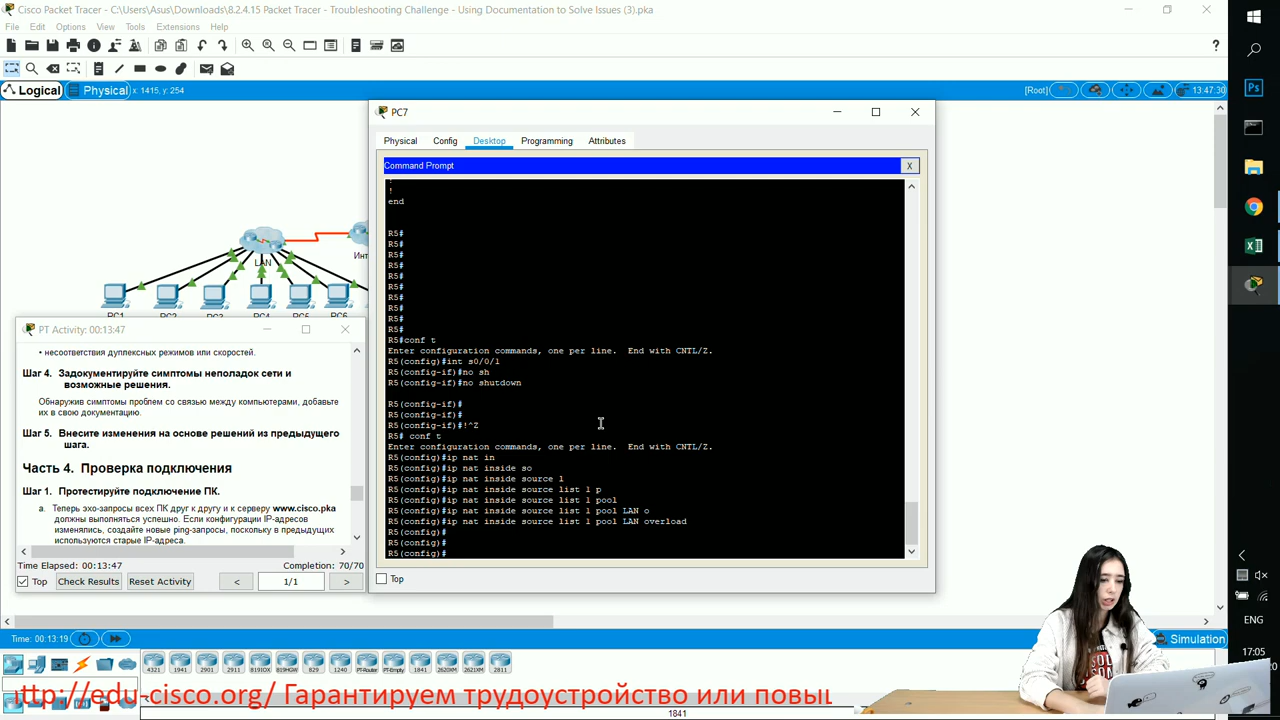 Cisco Packet Tracer - C:\Users\Asus\Downloads\8.2.4.15 Packet Tracer - Troubleshooting Challenge - Using Documentation to Solve Issues (3).pka
File Edit Options View Tools Extensions Help
?
Logical Physical x: 1415, y: 254 [Root] 13:47:30
PC7
Physical Config Desktop Programming Attributes
Command Prompt X
!
end
R5#
R5#
R5#
R5#
R5#
R5#
R5#
R5#
R5#
R5#
R5#conf t
Enter configuration commands, one per line. End with CNTL/Z.
R5(config)#int s0/0/1
R5(config-if)#no sh
R5(config-if)#no shutdown
R5(config-if)#
R5(config-if)#
R5(config-if)#!^Z
R5# conf t
Enter configuration commands, one per line. End with CNTL/Z.
R5(config)#ip nat in
R5(config)#ip nat inside so
R5(config)#ip nat inside source l
R5(config)#ip nat inside source list 1 p
R5(config)#ip nat inside source list 1 pool
R5(config)#ip nat inside source list 1 pool LAN o
R5(config)#ip nat inside source list 1 pool LAN overload
R5(config)#
R5(config)#
R5(config)#
Top
LAN
Инт
PC1 PC2 PC3 PC4 PC5 PC6
PT Activity: 00:13:47
• несоответствия дуплексных режимов или скоростей.
Шаг 4. Задокументируйте симптомы неполадок сети и
возможные решения.
Обнаружив симптомы проблем со связью между компьютерами, добавьте
их в свою документацию.
Шаг 5. Внесите изменения на основе решений из предыдущего
шага.
Часть 4. Проверка подключения
Шаг 1. Протестируйте подключение ПК.
a. Теперь эхо-запросы всех ПК друг к другу и к серверу www.cisco.pka
должны выполняться успешно. Если конфигурации IP-адресов
изменялись, создайте новые ping-запросы, поскольку в предыдущих
используются старые IP-адреса.
Time Elapsed: 00:13:47 Completion: 70/70
Top Check Results Reset Activity < 1/1 >
Time: 00:13:19 Simulation
4321 1941 2901 2911 819IOX 819HGW 829 1240 PT-Router PT-Empty 1841 2620XM 2621XM 2811
ttp://edu-cisco.org/ Гарантируем трудоустройство или повы
1841
Ps
ENG
17:05